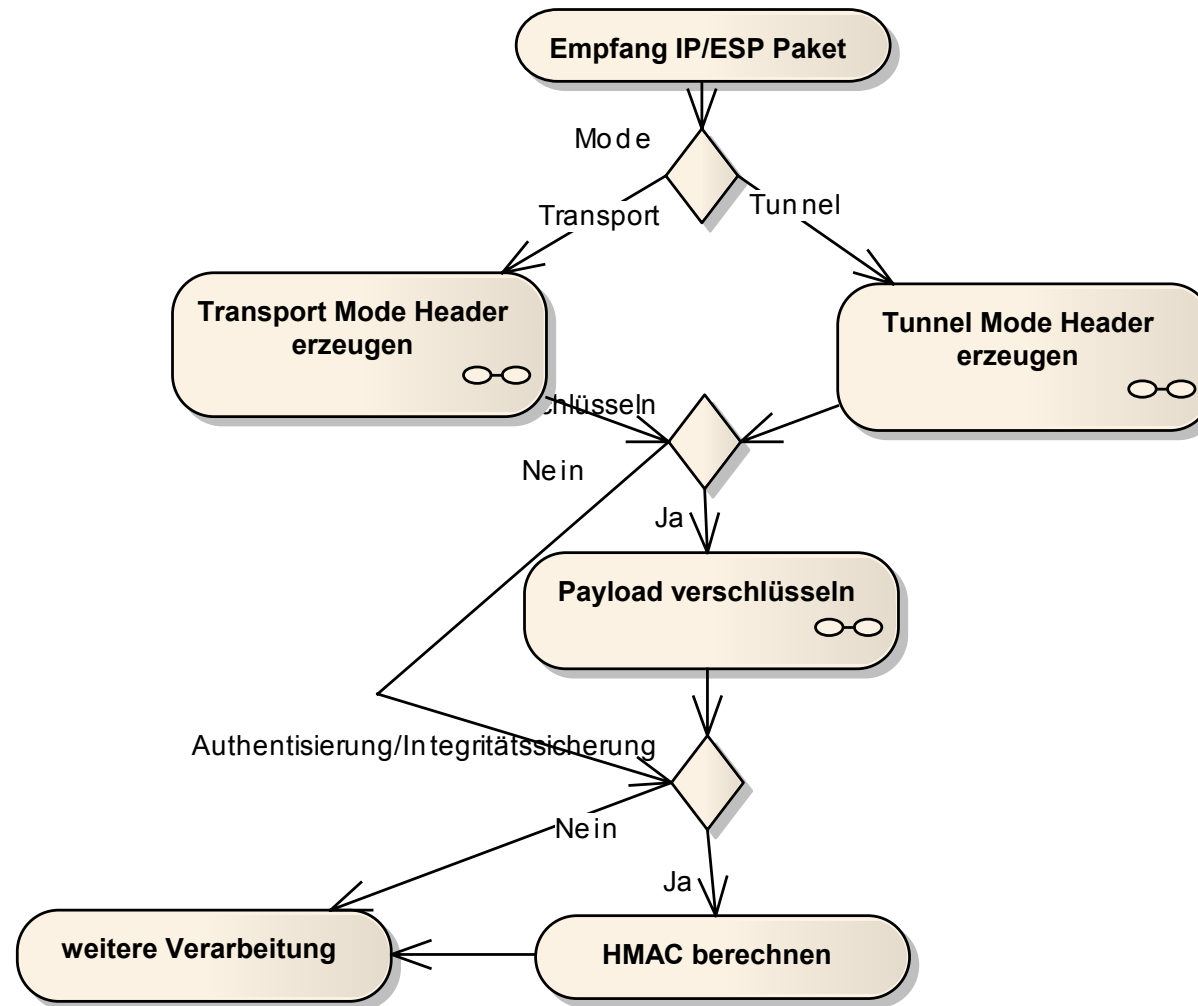 Empfang IP/ESP Paket
Mode
Transport
Tunnel
Transport Mode Header
erzeugen
Tunnel Mode Header
erzeugen
Nein
Ja
Payload verschlüsseln
Authentisierung/Integritätssicherung
Nein
Ja
weitere Verarbeitung
HMAC berechnen